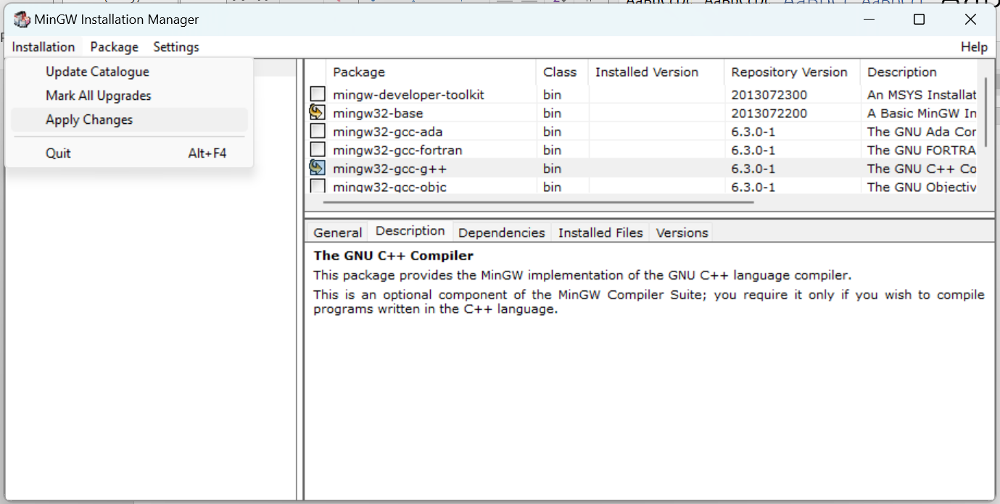 MinGW Installation Manager
Installation Package Settings Help
Update Catalogue
Mark All Upgrades
Apply Changes
Quit Alt+F4
Package Class Installed Version Repository Version Description
mingw-developer-toolkit bin 2013072300 An MSYS Installat
mingw32-base bin 2013072200 A Basic MinGW In
mingw32-gcc-ada bin 6.3.0-1 The GNU Ada Cor
mingw32-gcc-fortran bin 6.3.0-1 The GNU FORTRA
mingw32-gcc-g++ bin 6.3.0-1 The GNU C++ Co
mingw32-gcc-objc bin 6.3.0-1 The GNU Objectiv
General Description Dependencies Installed Files Versions
The GNU C++ Compiler
This package provides the MinGW implementation of the GNU C++ language compiler.
This is an optional component of the MinGW Compiler Suite; you require it only if you wish to compile
programs written in the C++ language.